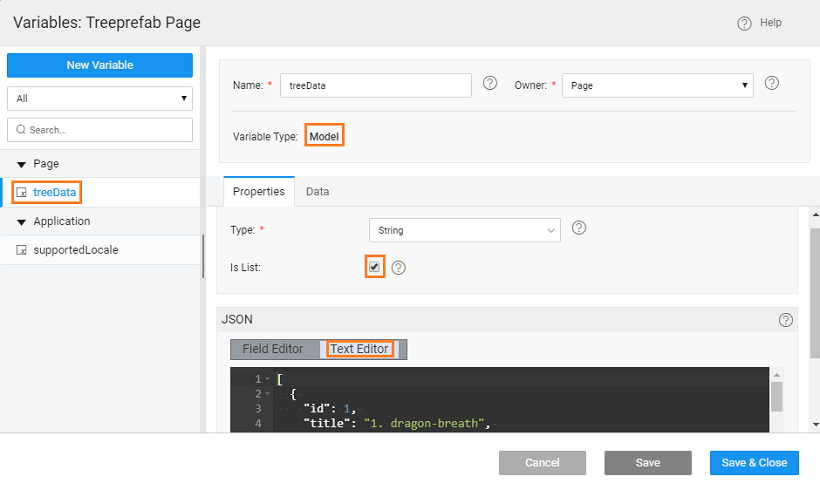 Variables: Treeprefab Page
Help
New Variable
All
Search...
Page
treeData
Application
supportedLocale
Name: *
treeData
Owner: *
Page
Variable Type:
Model
Properties
Data
Type: *
String
Is List:
JSON
Field Editor
Text Editor
1 [
2 {
3 "id": 1,
4 "title": "1. dragon-breath",
Cancel
Save
Save & Close